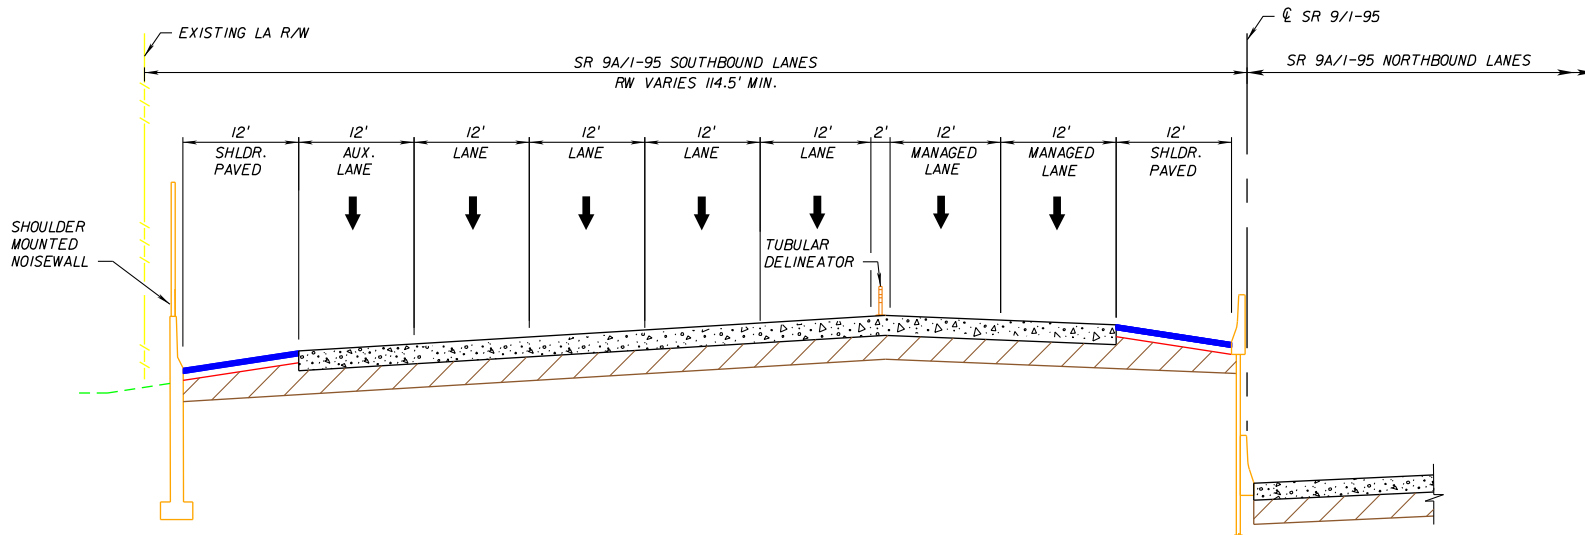 ℄ SR 9/I-95
EXISTING LA R/W
SR 9A/I-95 SOUTHBOUND LANES
SR 9A/I-95 NORTHBOUND LANES
RW VARIES 114.5' MIN.
12'
12'
12'
12'
12'
12'
2'
12'
12'
12'
SHLDR.
PAVED
AUX.
LANE
LANE
LANE
LANE
LANE
MANAGED
LANE
MANAGED
LANE
SHLDR.
PAVED
SHOULDER
MOUNTED
NOISEWALL
TUBULAR
DELINEATOR